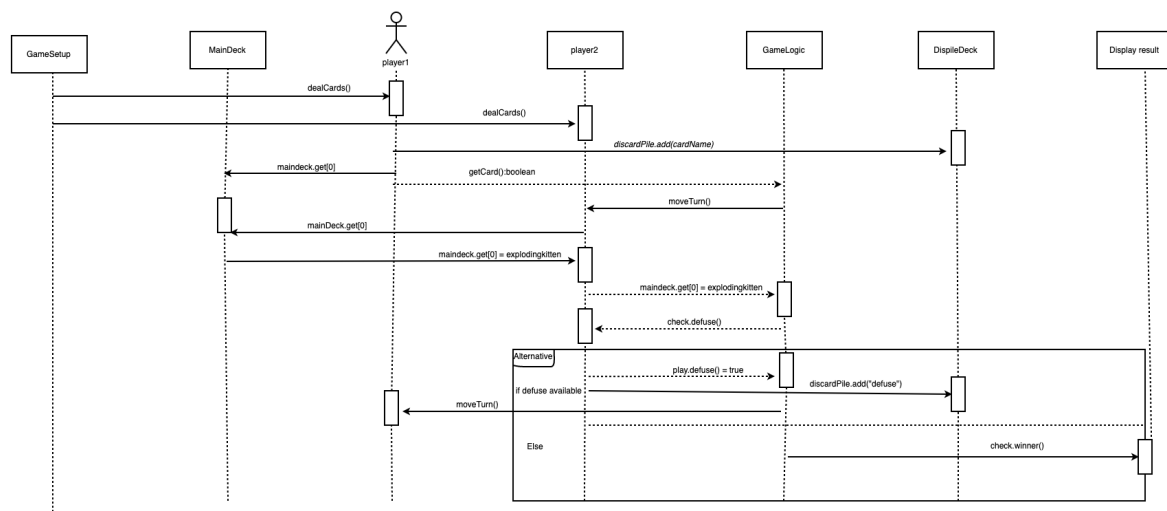 GameSetup
MainDeck
player1
player2
GameLogic
DispileDeck
Display result
dealCards()
dealCards()
discardPile.add(cardName)
maindeck.get[0]
getCard():boolean
moveTurn()
mainDeck.get[0]
maindeck.get[0] = explodingkitten
maindeck.get[0] = explodingkitten
check.defuse()
Alternative
play.defuse() = true
if defuse available
discardPile.add("defuse")
moveTurn()
Else
check.winner()